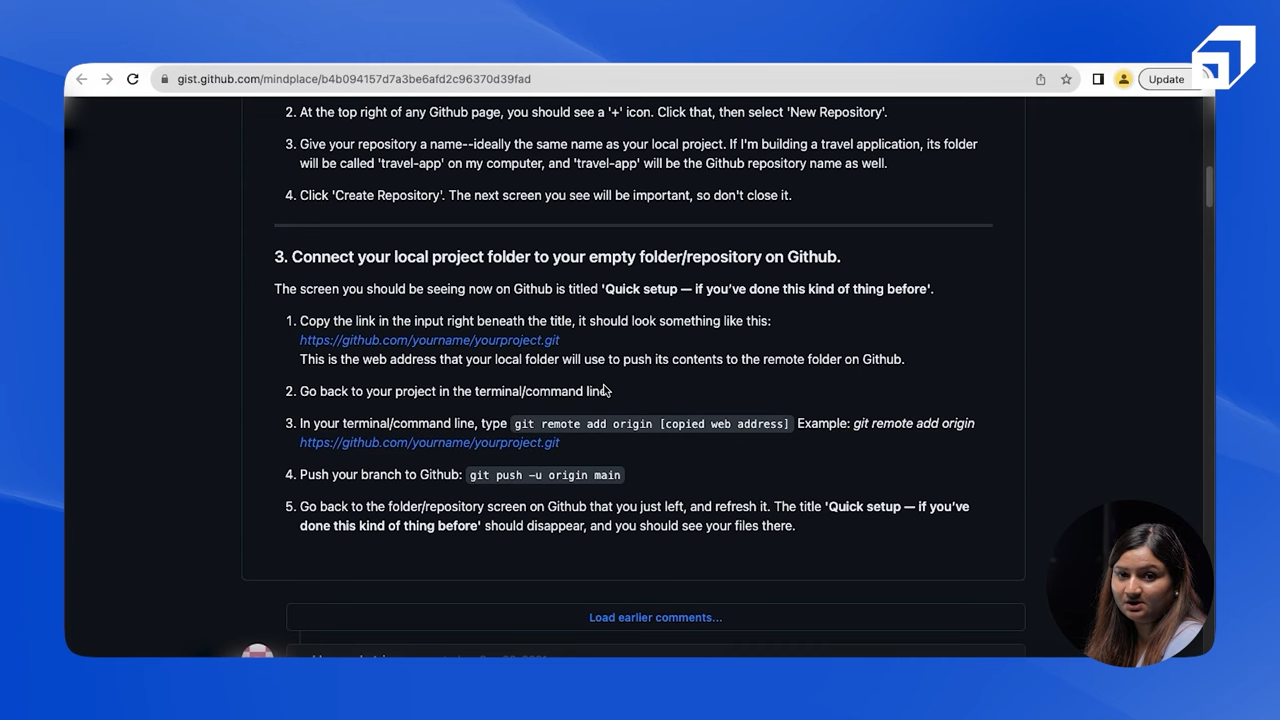 gist.github.com/mindplace/b4b094157d7a3be6afd2c96370d39fad
Update
2. At the top right of any Github page, you should see a '+' icon. Click that, then select 'New Repository'.
3. Give your repository a name--ideally the same name as your local project. If I'm building a travel application, its folder
will be called 'travel-app' on my computer, and 'travel-app' will be the Github repository name as well.
4. Click 'Create Repository'. The next screen you see will be important, so don't close it.
3. Connect your local project folder to your empty folder/repository on Github.
The screen you should be seeing now on Github is titled 'Quick setup — if you’ve done this kind of thing before'.
1. Copy the link in the input right beneath the title, it should look something like this:
https://github.com/yourname/yourproject.git
This is the web address that your local folder will use to push its contents to the remote folder on Github.
2. Go back to your project in the terminal/command line.
3. In your terminal/command line, type git remote add origin [copied web address] Example: git remote add origin
https://github.com/yourname/yourproject.git
4. Push your branch to Github: git push -u origin main
5. Go back to the folder/repository screen on Github that you just left, and refresh it. The title 'Quick setup — if you’ve
done this kind of thing before' should disappear, and you should see your files there.
Load earlier comments...